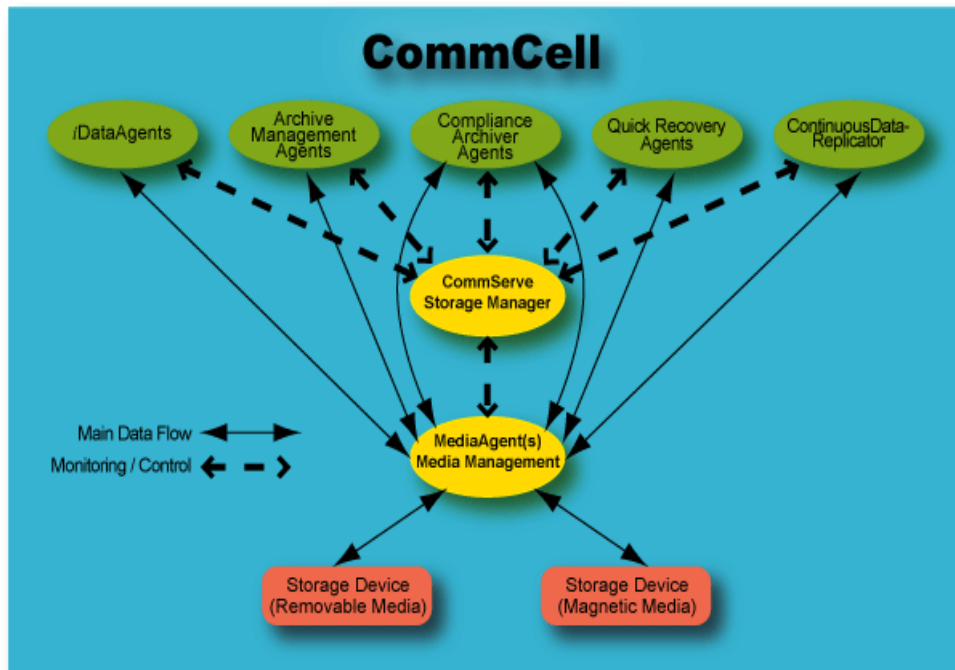 CommCell
iDataAgents
Archive
Management
Agents
Compliance
Archiver
Agents
Quick Recovery
Agents
ContinuousData-
Replicator
CommServe
Storage Manager
Main Data Flow
Monitoring / Control
MediaAgent(s)
Media Management
Storage Device
(Removable Media)
Storage Device
(Magnetic Media)